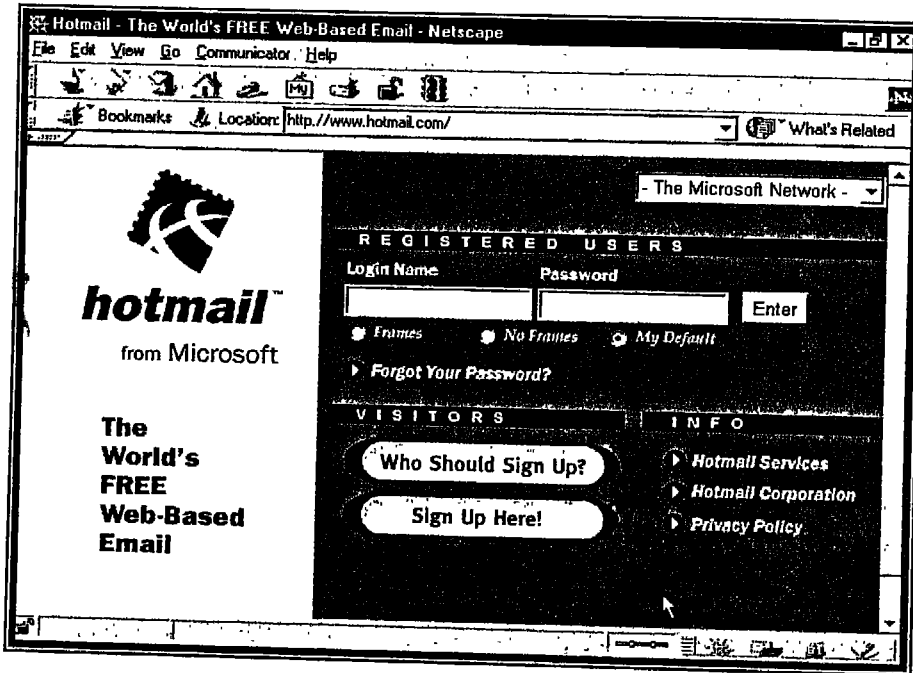 Hotmail - The World's FREE Web-Based Email - Netscape
File Edit View Go Communicator Help
My
Bookmarks Location: http://www.hotmail.com/ What's Related
- The Microsoft Network -
REGISTERED USERS
Login Name Password
Enter
Frames No Frames My Default
Forgot Your Password?
hotmail™
from Microsoft
The
World's
FREE
Web-Based
Email
VISITORS
Who Should Sign Up?
Sign Up Here!
INFO
Hotmail Services
Hotmail Corporation
Privacy Policy